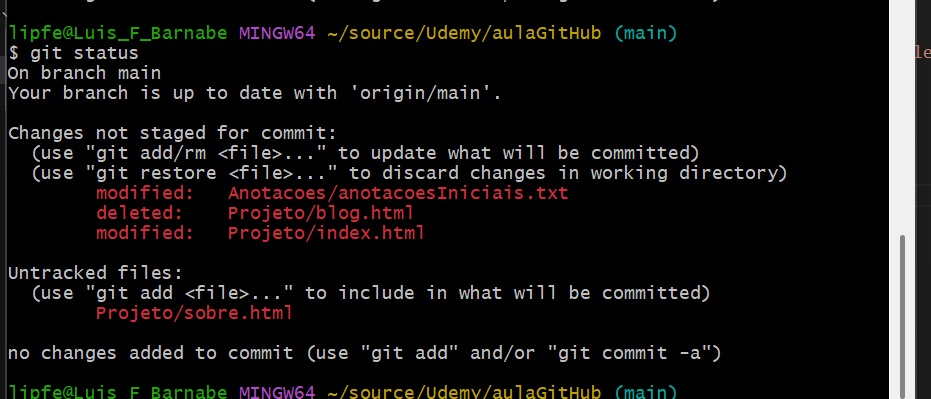 lipfe@Luis_F_Barnabe MINGW64 ~/source/Udemy/aulaGitHub (main)
$ git status
On branch main
Your branch is up to date with 'origin/main'.
Changes not staged for commit:
  (use "git add/rm <file>..." to update what will be committed)
  (use "git restore <file>..." to discard changes in working directory)
        modified:   Anotacoes/anotacoesIniciais.txt
        deleted:    Projeto/blog.html
        modified:   Projeto/index.html
Untracked files:
  (use "git add <file>..." to include in what will be committed)
        Projeto/sobre.html
no changes added to commit (use "git add" and/or "git commit -a")
lipfe@Luis_F_Barnabe MINGW64 ~/source/Udemy/aulaGitHub (main)